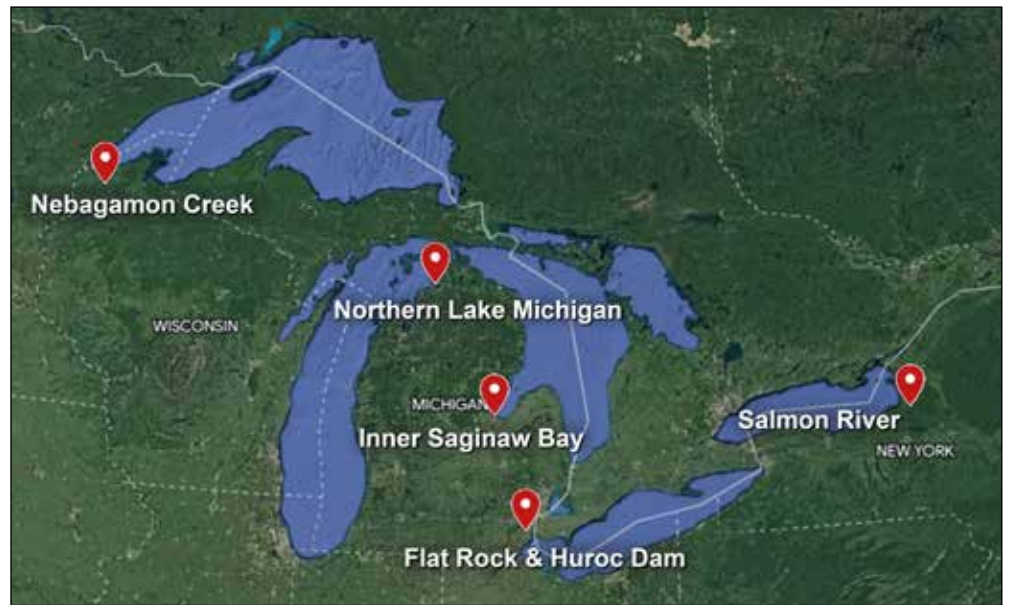 Nebagamon Creek
Northern Lake Michigan
WISCONSIN
MICHIGAN
Inner Saginaw Bay
Salmon River
NEW YORK
Flat Rock & Huroc Dam